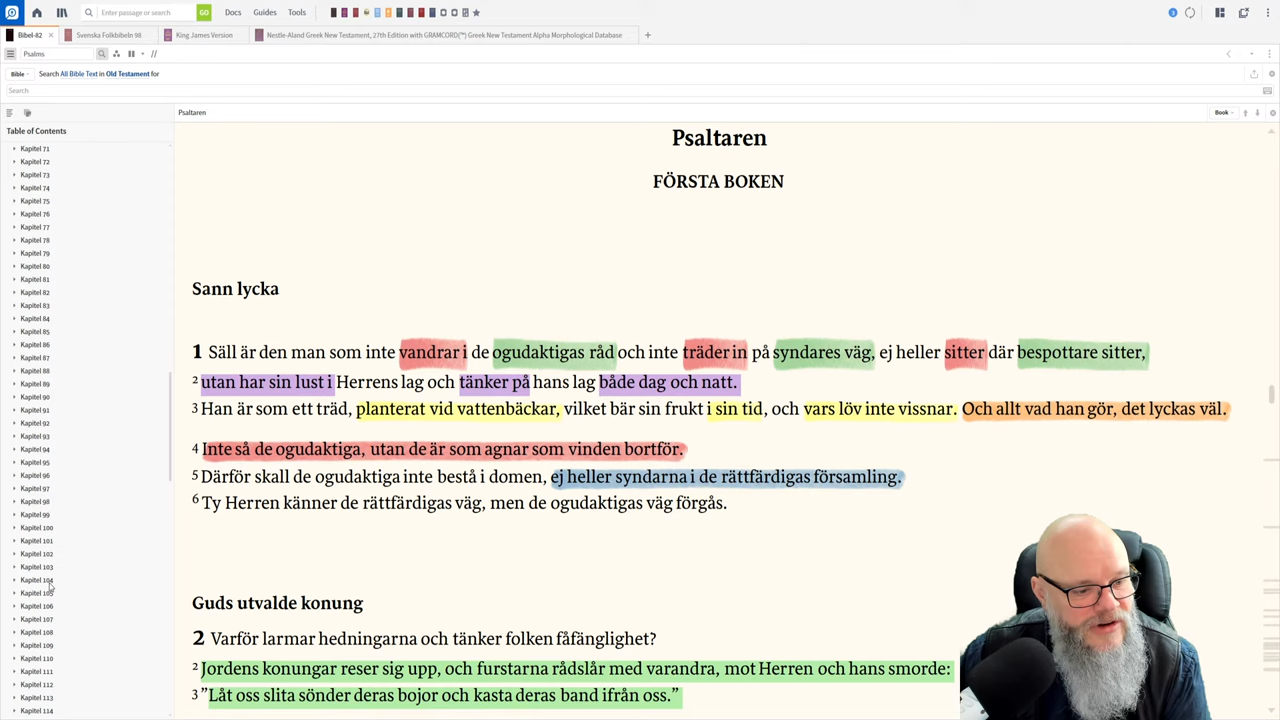 Enter passage or search
GO
Docs
Guides
Tools
3
Bibel-82
Svenska Folkbibeln 98
King James Version
Nestle-Aland Greek New Testament, 27th Edition with GRAMCORD(™) Greek New Testament Alpha Morphological Database
Psalms
Bible
Search All Bible Text in Old Testament for
Search
Psaltaren
Book
Table of Contents
Kapitel 71
Kapitel 72
Kapitel 73
Kapitel 74
Kapitel 75
Kapitel 76
Kapitel 77
Kapitel 78
Kapitel 79
Kapitel 80
Kapitel 81
Kapitel 82
Kapitel 83
Kapitel 84
Kapitel 85
Kapitel 86
Kapitel 87
Kapitel 88
Kapitel 89
Kapitel 90
Kapitel 91
Kapitel 92
Kapitel 93
Kapitel 94
Kapitel 95
Kapitel 96
Kapitel 97
Kapitel 98
Kapitel 99
Kapitel 100
Kapitel 101
Kapitel 102
Kapitel 103
Kapitel 104
Kapitel 105
Kapitel 106
Kapitel 107
Kapitel 108
Kapitel 109
Kapitel 110
Kapitel 111
Kapitel 112
Kapitel 113
Kapitel 114
Psaltaren
FÖRSTA BOKEN
Sann lycka
1 Säll är den man som inte vandrar i de ogudaktigas råd och inte träder in på syndares väg, ej heller sitter där bespottare sitter,
2 utan har sin lust i Herrens lag och tänker på hans lag både dag och natt.
3 Han är som ett träd, planterat vid vattenbäckar, vilket bär sin frukt i sin tid, och vars löv inte vissnar. Och allt vad han gör, det lyckas väl.
4 Inte så de ogudaktiga, utan de är som agnar som vinden bortför.
5 Därför skall de ogudaktiga inte bestå i domen, ej heller syndarna i de rättfärdigas församling.
6 Ty Herren känner de rättfärdigas väg, men de ogudaktigas väg förgås.
Guds utvalde konung
2 Varför larmar hedningarna och tänker folken fåfänglighet?
2 Jordens konungar reser sig upp, och furstarna rådslår med varandra, mot Herren och hans smorde:
3 ”Låt oss slita sönder deras bojor och kasta deras band ifrån oss.”